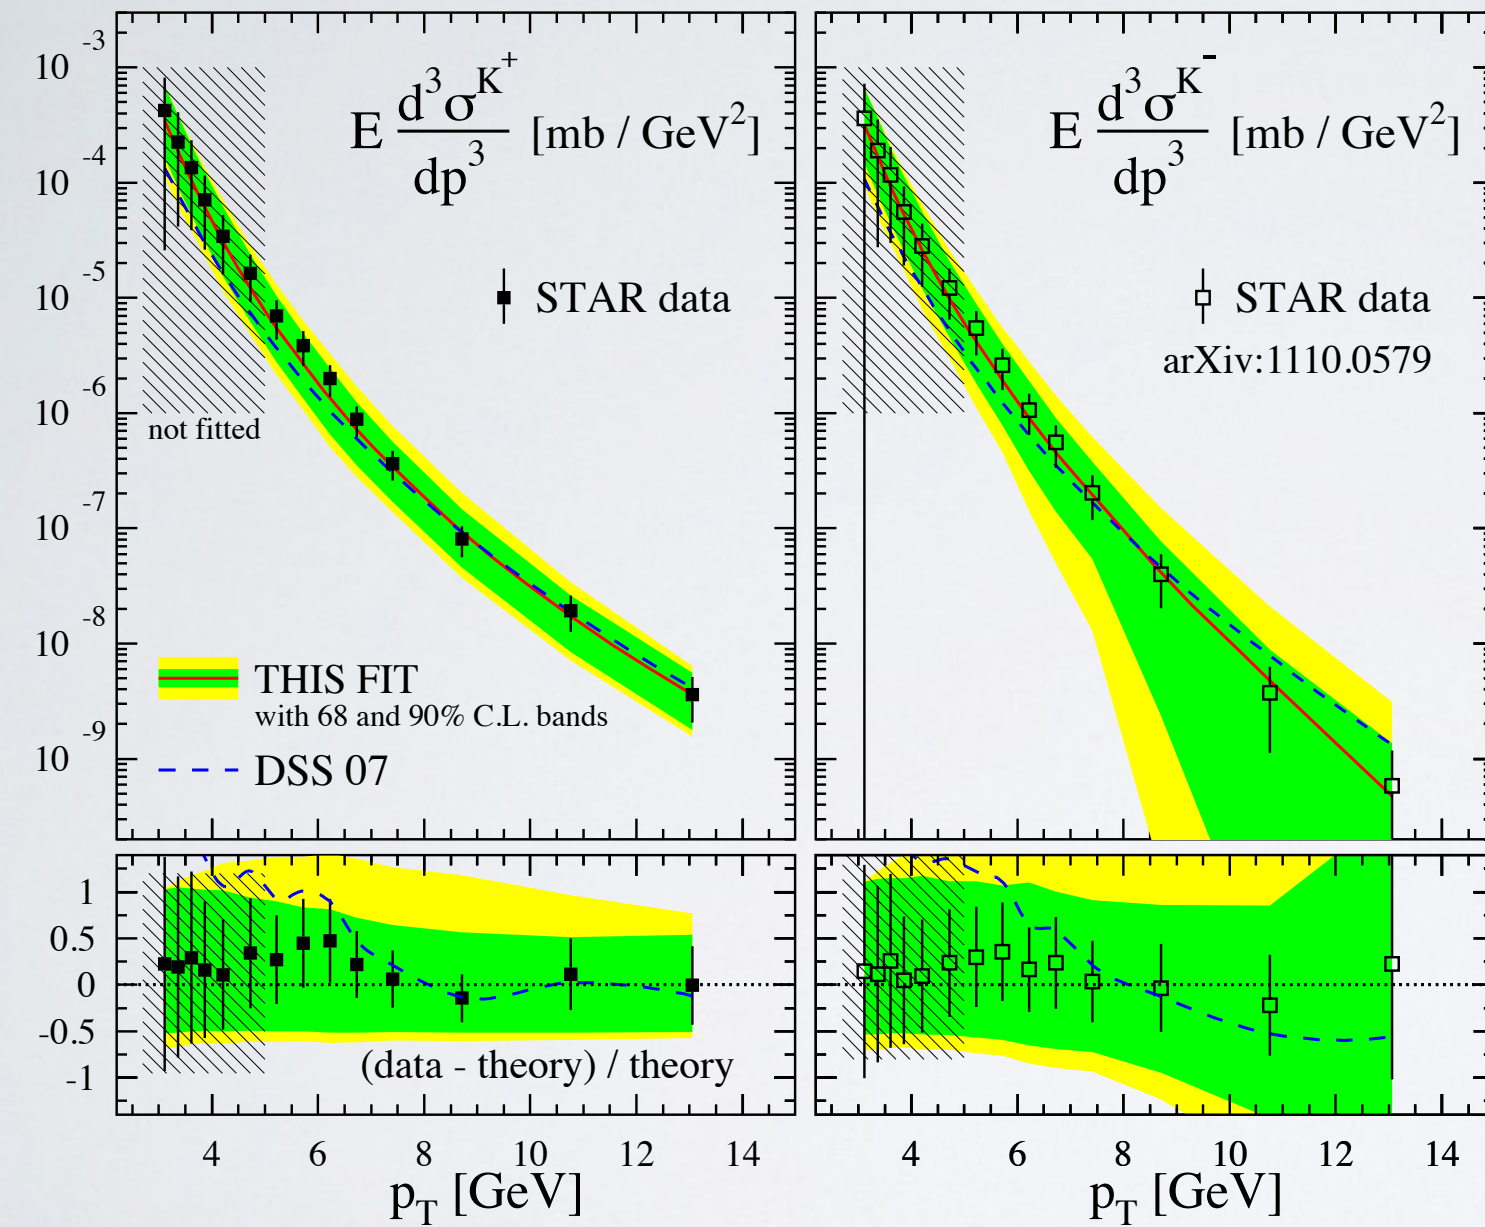 10^-3
10^-4
10^-5
10^-6
10^-7
10^-8
10^-9
E d^3σ^K^+ / dp^3 [mb / GeV^2]
STAR data
not fitted
THIS FIT
with 68 and 90% C.L. bands
DSS 07
E d^3σ^K^- / dp^3 [mb / GeV^2]
STAR data
arXiv:1110.0579
1
0.5
0
-0.5
-1
(data - theory) / theory
4 6 8 10 12 14
p_T [GeV]
4 6 8 10 12 14
p_T [GeV]